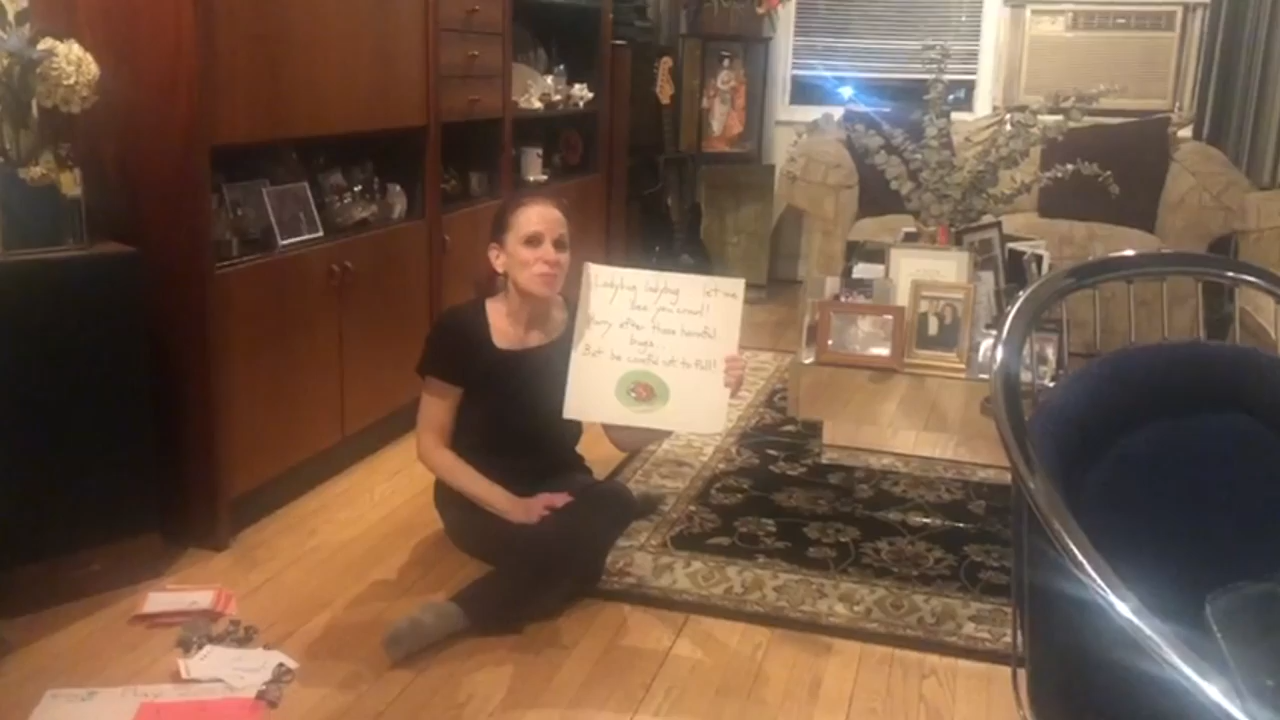 Ladybug ladybug let me
see you crawl!
Hurry after those harmful
bugs..
But be careful not to fall!